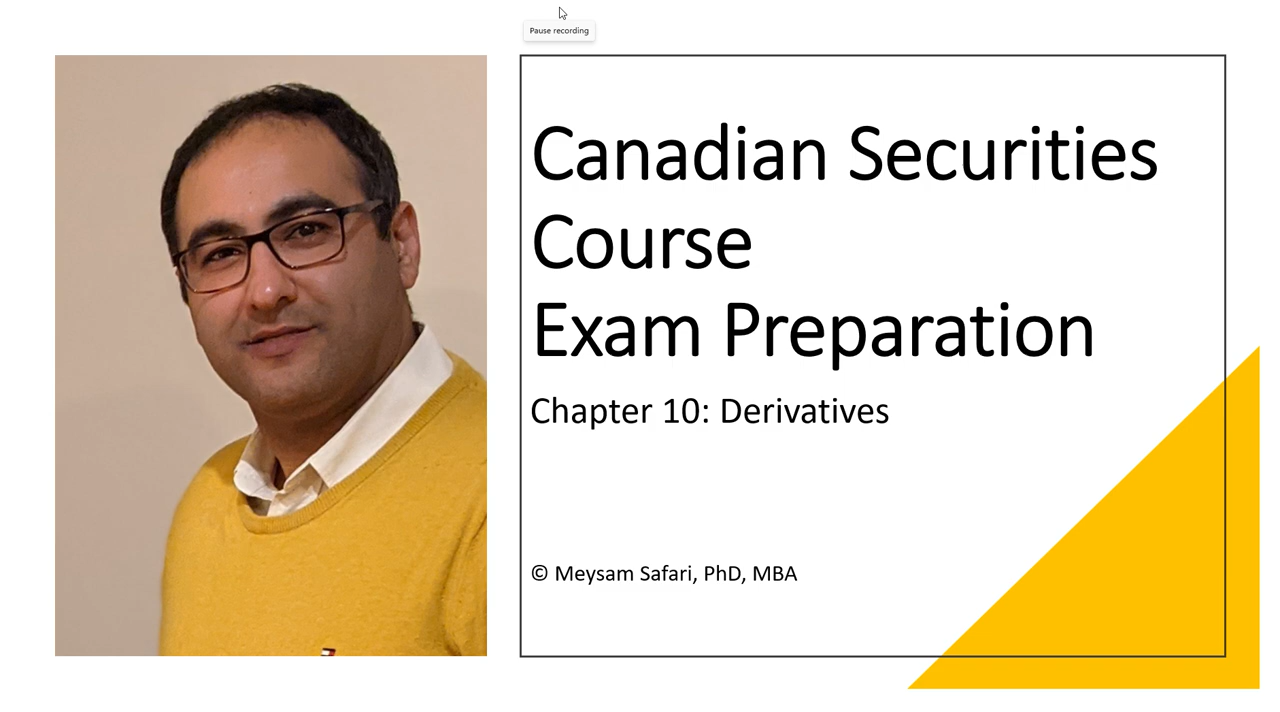 Pause recording
Canadian Securities
Course
Exam Preparation
Chapter 10: Derivatives
© Meysam Safari, PhD, MBA